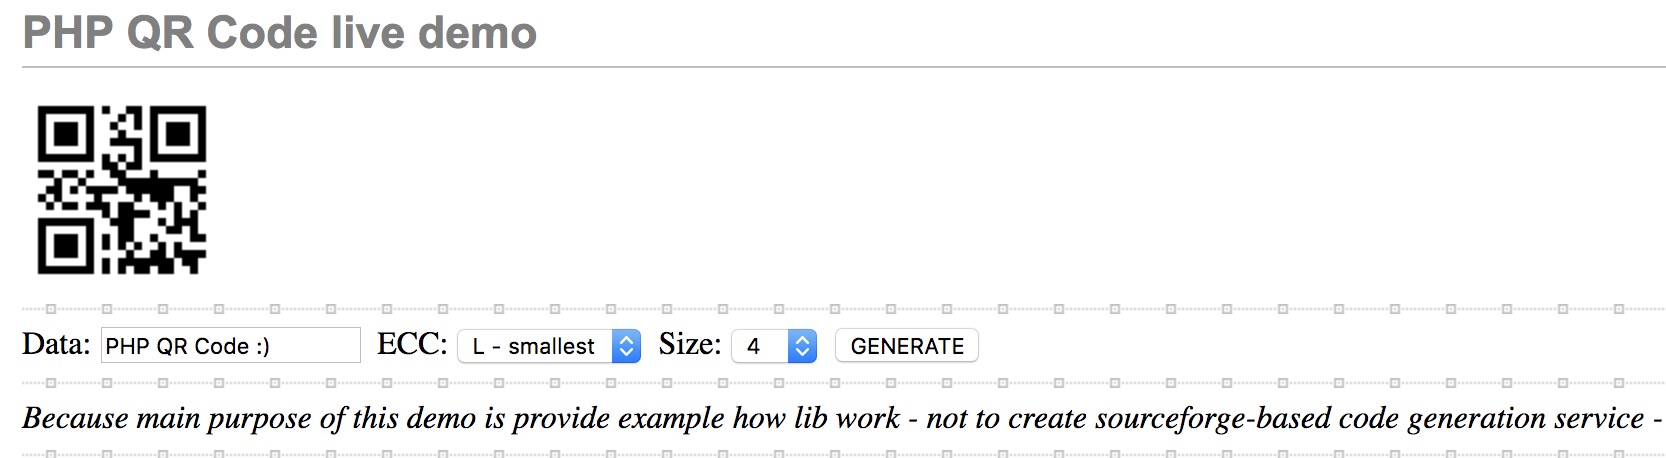 PHP QR Code live demo
Data: PHP QR Code :) ECC: L - smallest Size: 4 GENERATE
Because main purpose of this demo is provide example how lib work - not to create sourceforge-based code generation service -